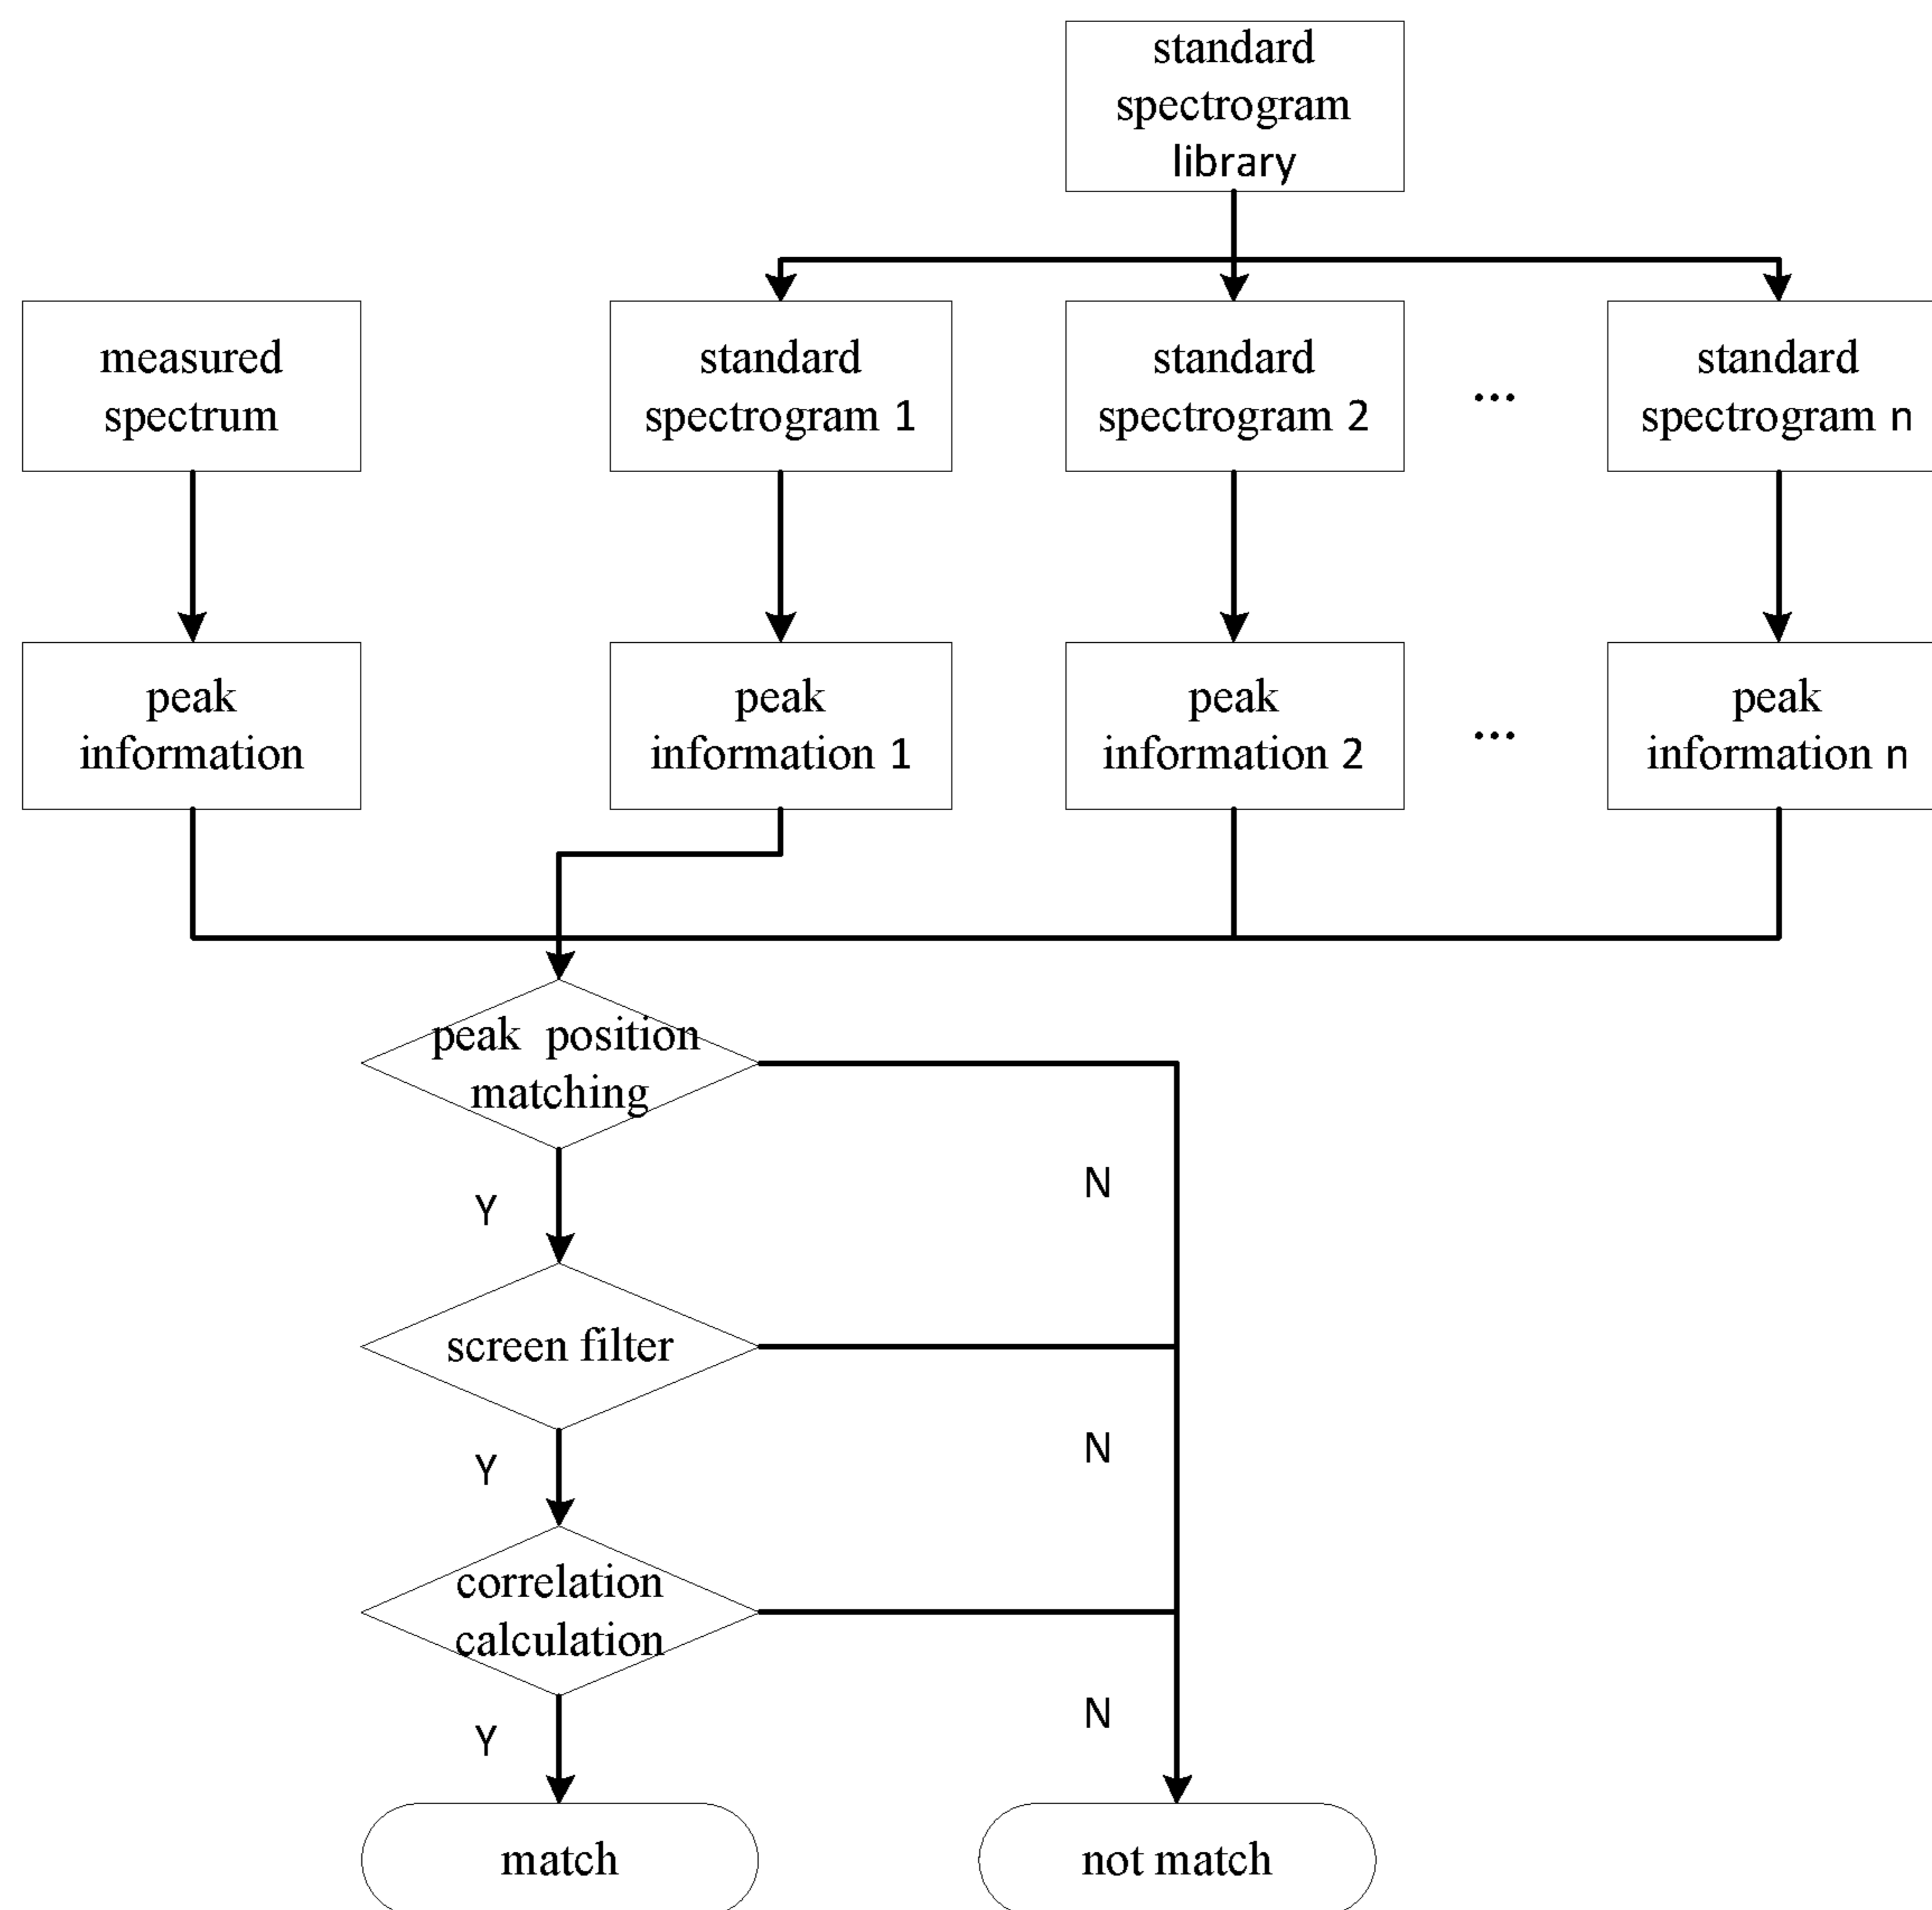 standard
spectrogram
library
measured
spectrum
standard
spectrogram 1
standard
spectrogram 2
...
standard
spectrogram n
peak
information
peak
information 1
peak
information 2
...
peak
information n
peak position
matching
N
Y
screen filter
N
Y
correlation
calculation
N
Y
match
not match